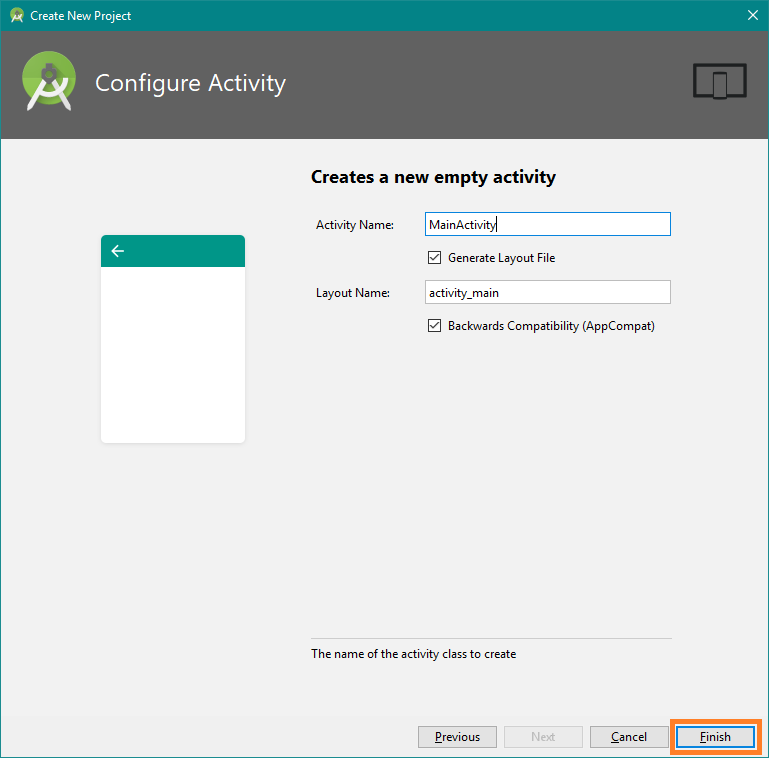 Create New Project
Configure Activity
Creates a new empty activity
Activity Name: MainActivity
Generate Layout File
Layout Name: activity_main
Backwards Compatibility (AppCompat)
The name of the activity class to create
Previous Next Cancel Finish